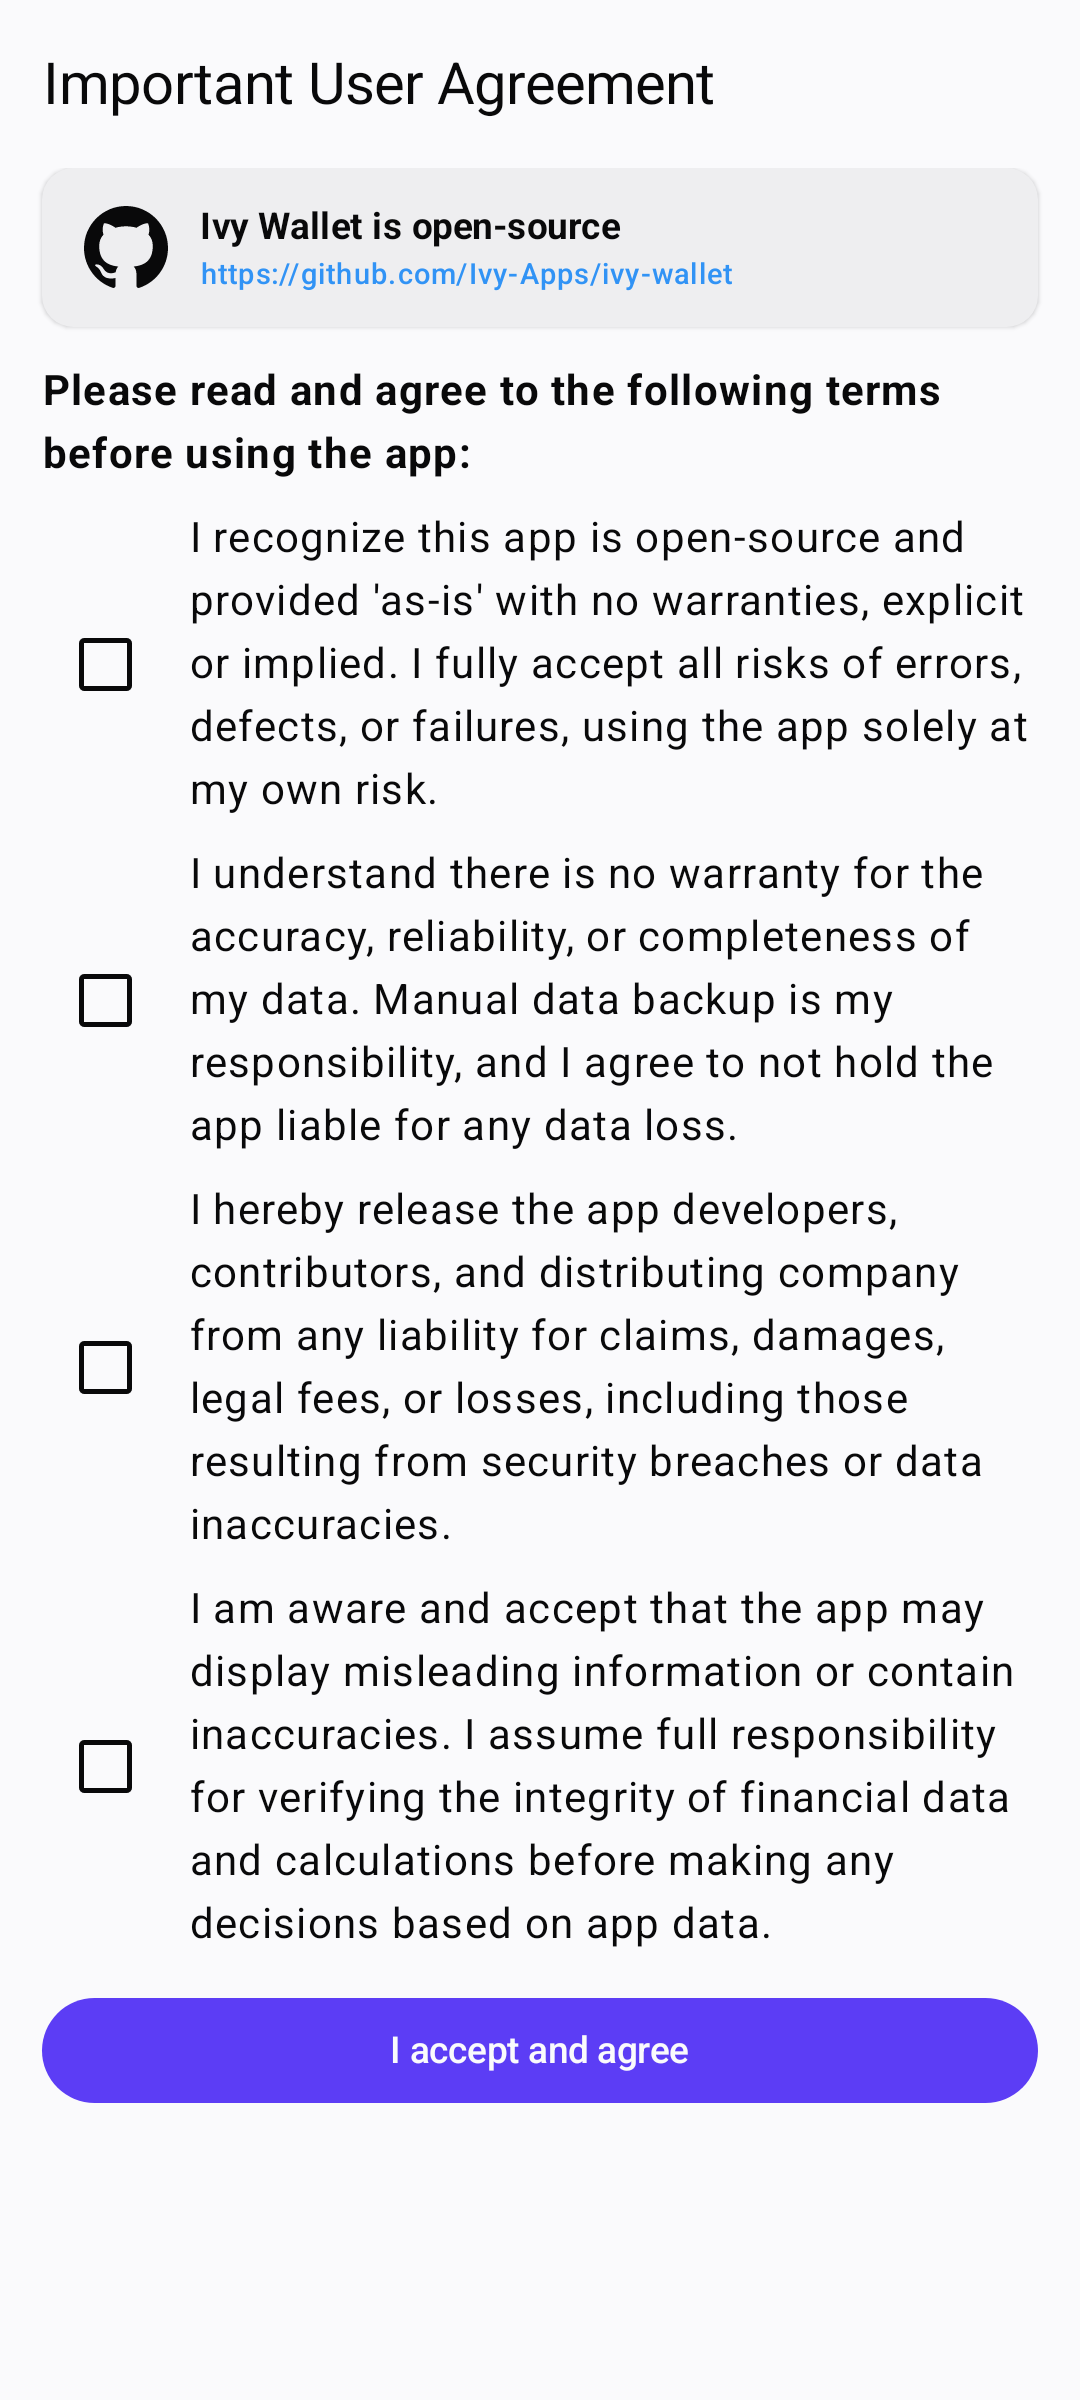 Important User Agreement
Ivy Wallet is open-source
https://github.com/Ivy-Apps/ivy-wallet
Please read and agree to the following terms
before using the app:
I recognize this app is open-source and
provided 'as-is' with no warranties, explicit
or implied. I fully accept all risks of errors,
defects, or failures, using the app solely at
my own risk.
I understand there is no warranty for the
accuracy, reliability, or completeness of
my data. Manual data backup is my
responsibility, and I agree to not hold the
app liable for any data loss.
I hereby release the app developers,
contributors, and distributing company
from any liability for claims, damages,
legal fees, or losses, including those
resulting from security breaches or data
inaccuracies.
I am aware and accept that the app may
display misleading information or contain
inaccuracies. I assume full responsibility
for verifying the integrity of financial data
and calculations before making any
decisions based on app data.
I accept and agree